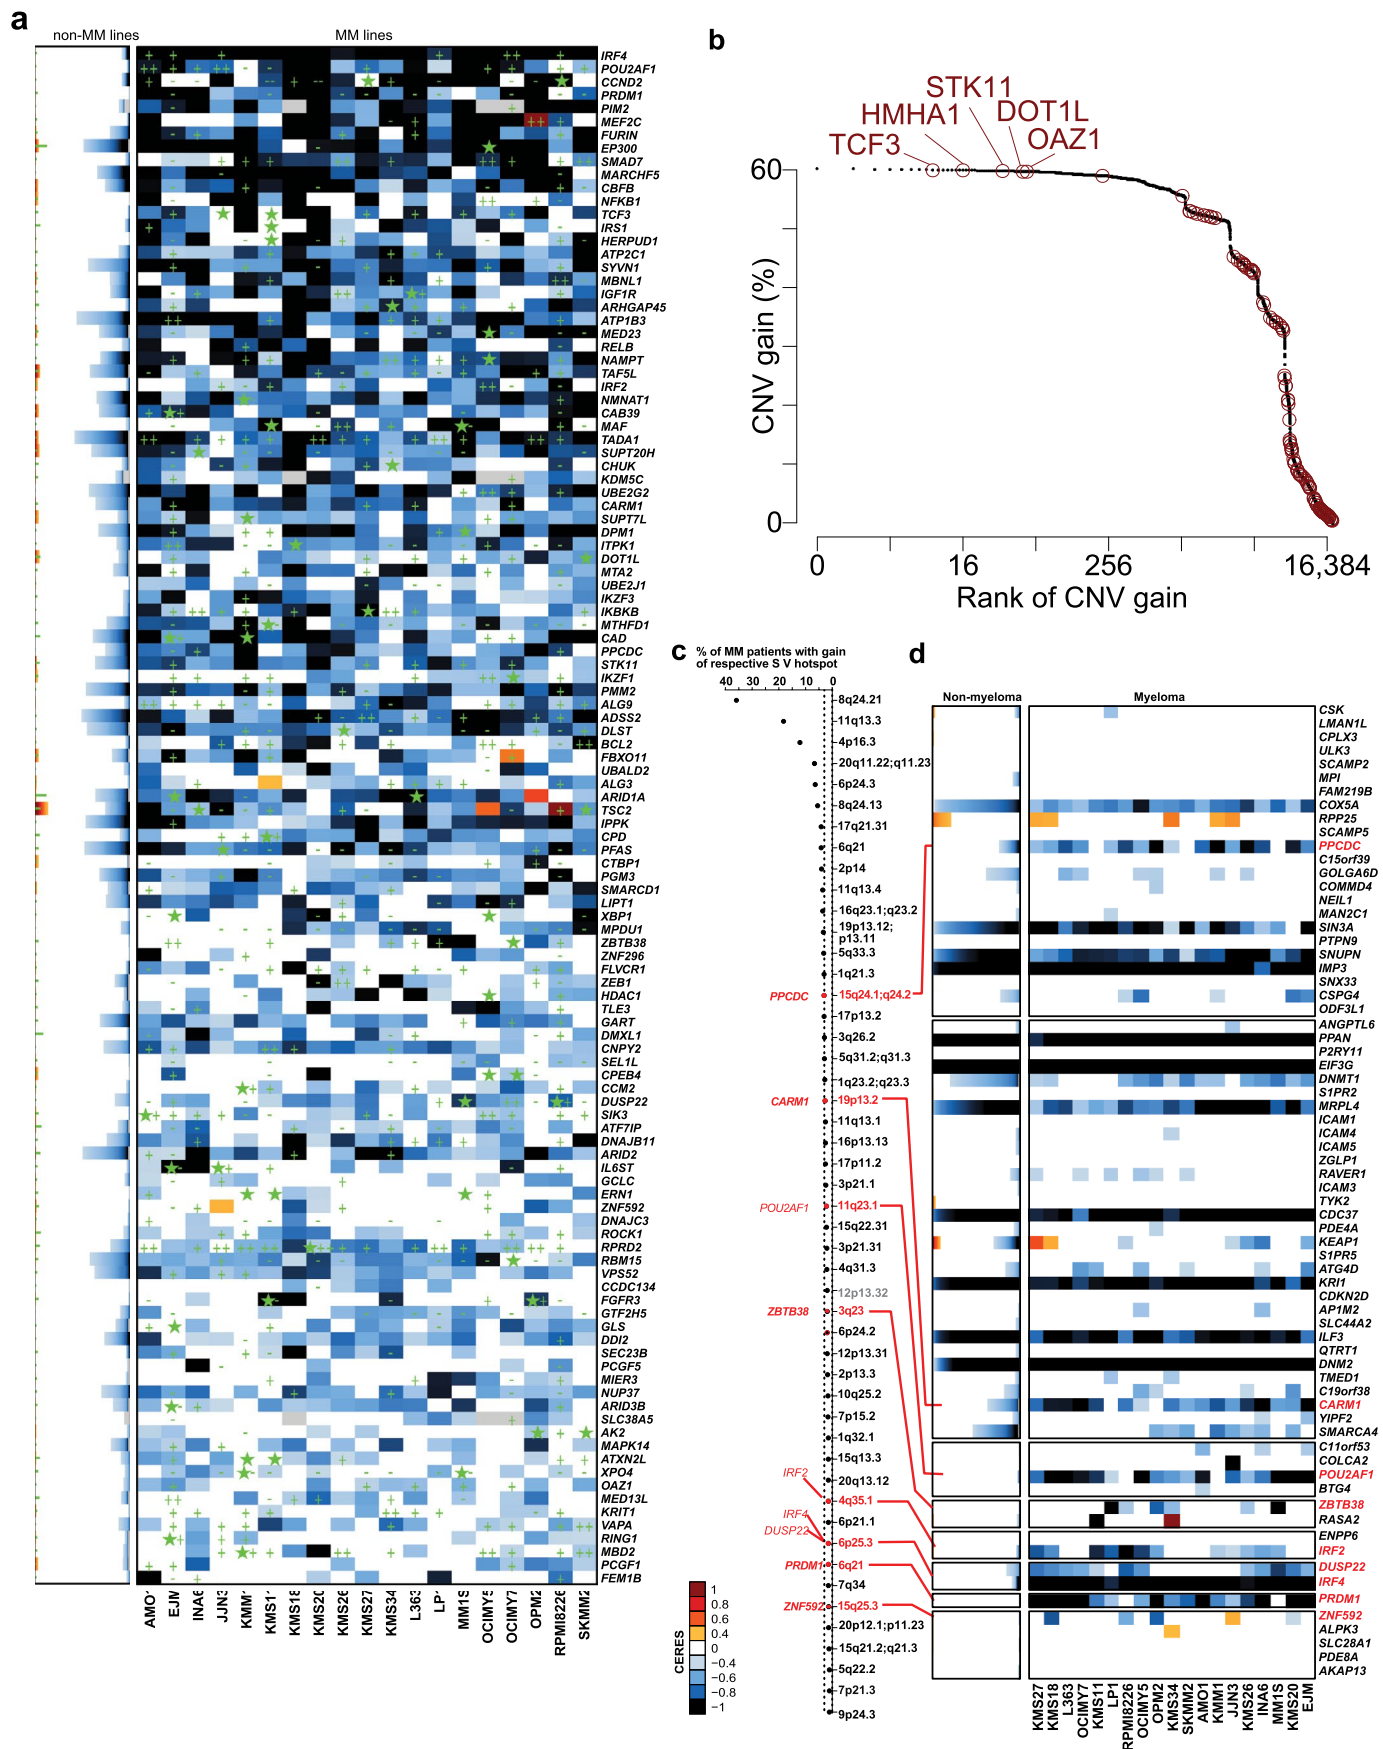 a
non-MM lines
MM lines
IRF4
POU2AF1
CCND2
PRDM1
PIM2
MEF2C
FURIN
EP300
SMAD7
MARCHF5
CBFB
NFKB1
TCF3
IRS1
HERPUD1
ATP2C1
SYVN1
MBNL1
IGF1R
ARHGAP45
ATP1B3
MED23
RELB
NAMPT
TAF5L
IRF2
NMNAT1
CAB39
MAF
TADA1
SUPT20H
CHUK
KDM5C
UBE2G2
CARM1
SUPT7L
DPM1
ITPK1
DOT1L
MTA2
UBE2J1
IKZF3
IKBKB
MTHFD1
CAD
PPCDC
STK11
IKZF1
PMM2
ALG9
ADSS2
DLST
BCL2
FBXO11
UBALD2
ALG3
ARID1A
TSC2
IPPK
CPD
PFAS
CTBP1
PGM3
SMARCD1
LIPT1
XBP1
MPDU1
ZBTB38
ZNF296
FLVCR1
ZEB1
HDAC1
TLE3
GART
DMXL1
CNPY2
SEL1L
CPEB4
CCM2
DUSP22
SIK3
ATF7IP
DNAJB11
ARID2
IL6ST
GCLC
ERN1
ZNF592
DNAJC3
ROCK1
RPRD2
RBM15
VPS52
CCDC134
FGFR3
GTF2H5
GLS
DDI2
SEC23B
PCGF5
MIER3
NUP37
ARID3B
SLC38A5
AK2
MAPK14
ATXN2L
XPO4
OAZ1
MED13L
KRIT1
VAPA
RING1
MBD2
PCGF1
FEM1B
AMO1
EJM
INA6
JJN3
KMM1
KMS11
KMS18
KMS20
KMS26
KMS27
KMS34
L363
LP1
MM1S
OCIMY5
OCIMY7
OPM2
RPMI8226
SKMM2
CERES
1
0.8
0.6
0.4
0
−0.4
−0.6
−0.8
−1
b
STK11
HMHA1
DOT1L
TCF3
OAZ1
CNV gain (%)
60
0
0
16
256
16,384
Rank of CNV gain
c
% of MM patients with gain
of respective S V hotspot
40
30
20
10
0
8q24.21
11q13.3
4p16.3
20q11.22;q11.23
6p24.3
8q24.13
17q21.31
6q21
2p14
11q13.4
16q23.1;q23.2
19p13.12;
p13.11
5q33.3
1q21.3
PPCDC
15q24.1;q24.2
17p13.2
3q26.2
5q31.2;q31.3
1q23.2;q23.3
CARM1
19p13.2
11q13.1
16p13.13
17p11.2
3p21.1
POU2AF1
11q23.1
15q22.31
3p21.31
4q31.3
12p13.32
ZBTB38
3q23
6p24.2
12p13.31
2p13.3
10q25.2
7p15.2
1q32.1
15q13.3
IRF2
20q13.12
4q35.1
IRF4
6p21.1
DUSP22
6p25.3
PRDM1
6q21
7q34
ZNF592
15q25.3
20p12.1;p11.23
15q21.2;q21.3
5q22.2
7p21.3
9p24.3
d
Non-myeloma
Myeloma
CSK
LMAN1L
CPLX3
ULK3
SCAMP2
MPI
FAM219B
COX5A
RPP25
SCAMP5
PPCDC
C15orf39
GOLGA6D
COMMD4
NEIL1
MAN2C1
SIN3A
PTPN9
SNUPN
IMP3
SNX33
CSPG4
ODF3L1
ANGPTL6
PPAN
P2RY11
EIF3G
DNMT1
S1PR2
MRPL4
ICAM1
ICAM4
ICAM5
ZGLP1
RAVER1
ICAM3
TYK2
CDC37
PDE4A
KEAP1
S1PR5
ATG4D
KRI1
CDKN2D
AP1M2
SLC44A2
ILF3
QTRT1
DNM2
TMED1
C19orf38
CARM1
YIPF2
SMARCA4
C11orf53
COLCA2
POU2AF1
BTG4
ZBTB38
RASA2
ENPP6
IRF2
DUSP22
IRF4
PRDM1
ZNF592
ALPK3
SLC28A1
PDE8A
AKAP13
KMS27
KMS18
L363
OCIMY7
KMS11
LP1
RPMI8226
OCIMY5
OPM2
KMS34
SKMM2
AMO1
KMM1
JJN3
KMS26
INA6
MM1S
KMS20
EJM